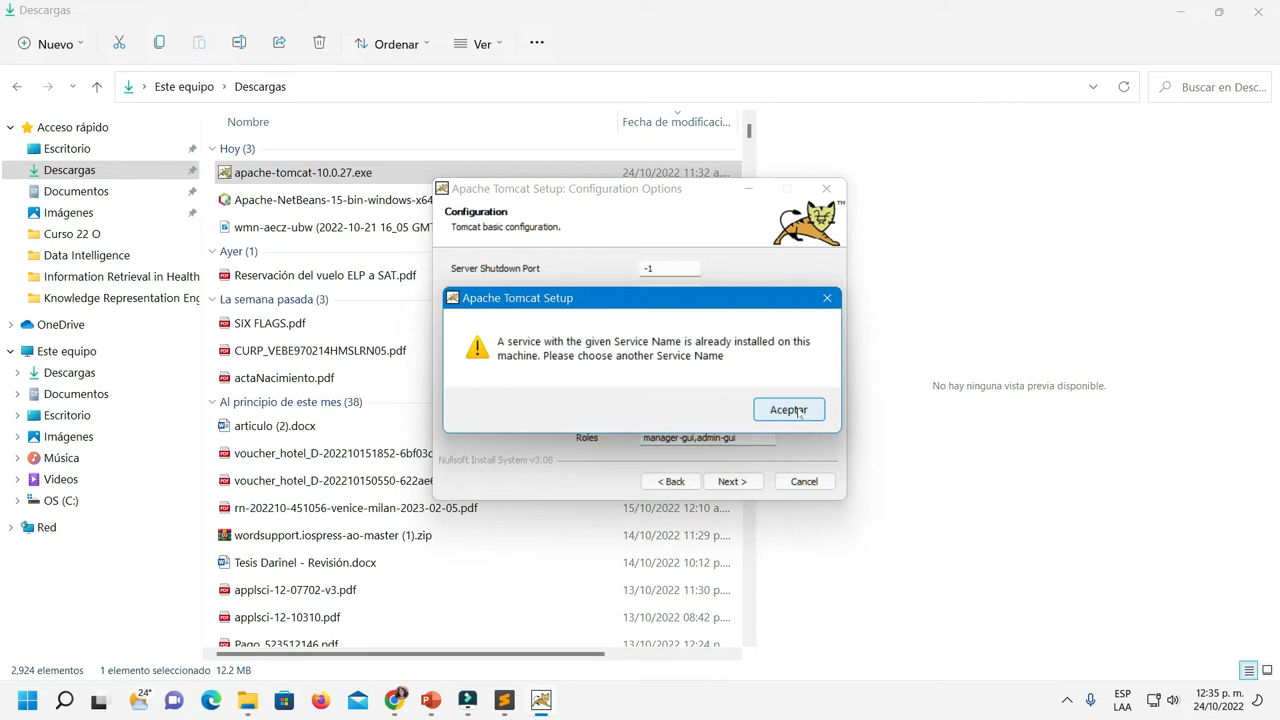 Descargas
Nuevo
Ordenar
Ver
Este equipo
Descargas
Buscar en Desc...
Acceso rápido
Escritorio
Descargas
Documentos
Imágenes
Curso 22 O
Data Intelligence
Information Retrieval in Health
Knowledge Representation Eng
OneDrive
Este equipo
Descargas
Documentos
Escritorio
Imágenes
Música
Videos
OS (C:)
Red
Nombre
Fecha de modificaci...
Hoy (3)
apache-tomcat-10.0.27.exe
24/10/2022 11:32 a....
Apache-NetBeans-15-bin-windows-x64
wmn-aecz-ubw (2022-10-21 16_05 GMT
Ayer (1)
Reservación del vuelo ELP a SAT.pdf
La semana pasada (3)
SIX FLAGS.pdf
CURP_VEBE970214HMSLRN05.pdf
actaNacimiento.pdf
Al principio de este mes (38)
articulo (2).docx
voucher_hotel_D-202210151852-6bf03c
voucher_hotel_D-202210150550-622ae6
rn-202210-451056-venice-milan-2023-02-05.pdf
15/10/2022 12:10 a....
wordsupport.iospress-ao-master (1).zip
14/10/2022 11:29 p....
Tesis Darinel - Revisión.docx
14/10/2022 10:12 p....
applsci-12-07702-v3.pdf
13/10/2022 11:30 p....
applsci-12-10310.pdf
13/10/2022 08:42 p....
Pago_523512146.pdf
13/10/2022 12:24 p....
Apache Tomcat Setup: Configuration Options
Configuration
Tomcat basic configuration.
TM
Server Shutdown Port
-1
Apache Tomcat Setup
A service with the given Service Name is already installed on this
machine. Please choose another Service Name
Aceptar
Roles
manager-gui,admin-gui
Nullsoft Install System v3.08
< Back
Next >
Cancel
No hay ninguna vista previa disponible.
2,924 elementos
1 elemento seleccionado 12.2 MB
24°
ESP
LAA
12:35 p. m.
24/10/2022